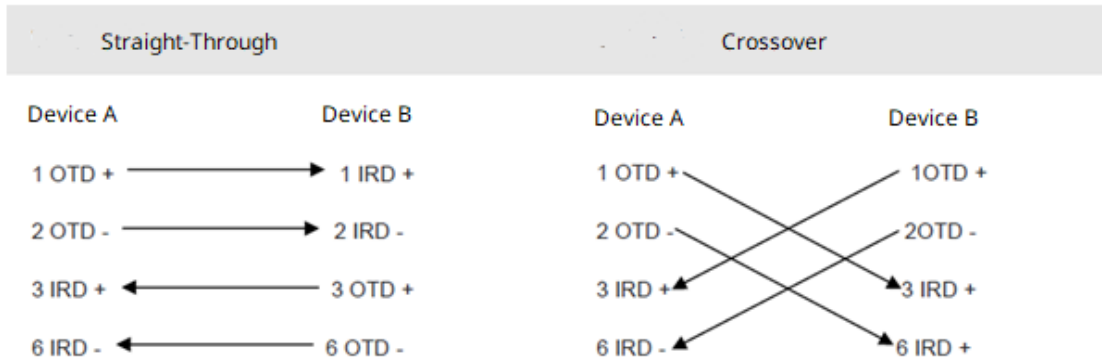 Straight-Through
Crossover
Device A
Device B
1 OTD +
1 IRD +
2 OTD -
2 IRD -
3 IRD +
3 OTD +
6 IRD -
6 OTD -
Device A
Device B
1 OTD +
1OTD +
2 OTD -
2OTD -
3 IRD +
3 IRD +
6 IRD -
6 IRD +